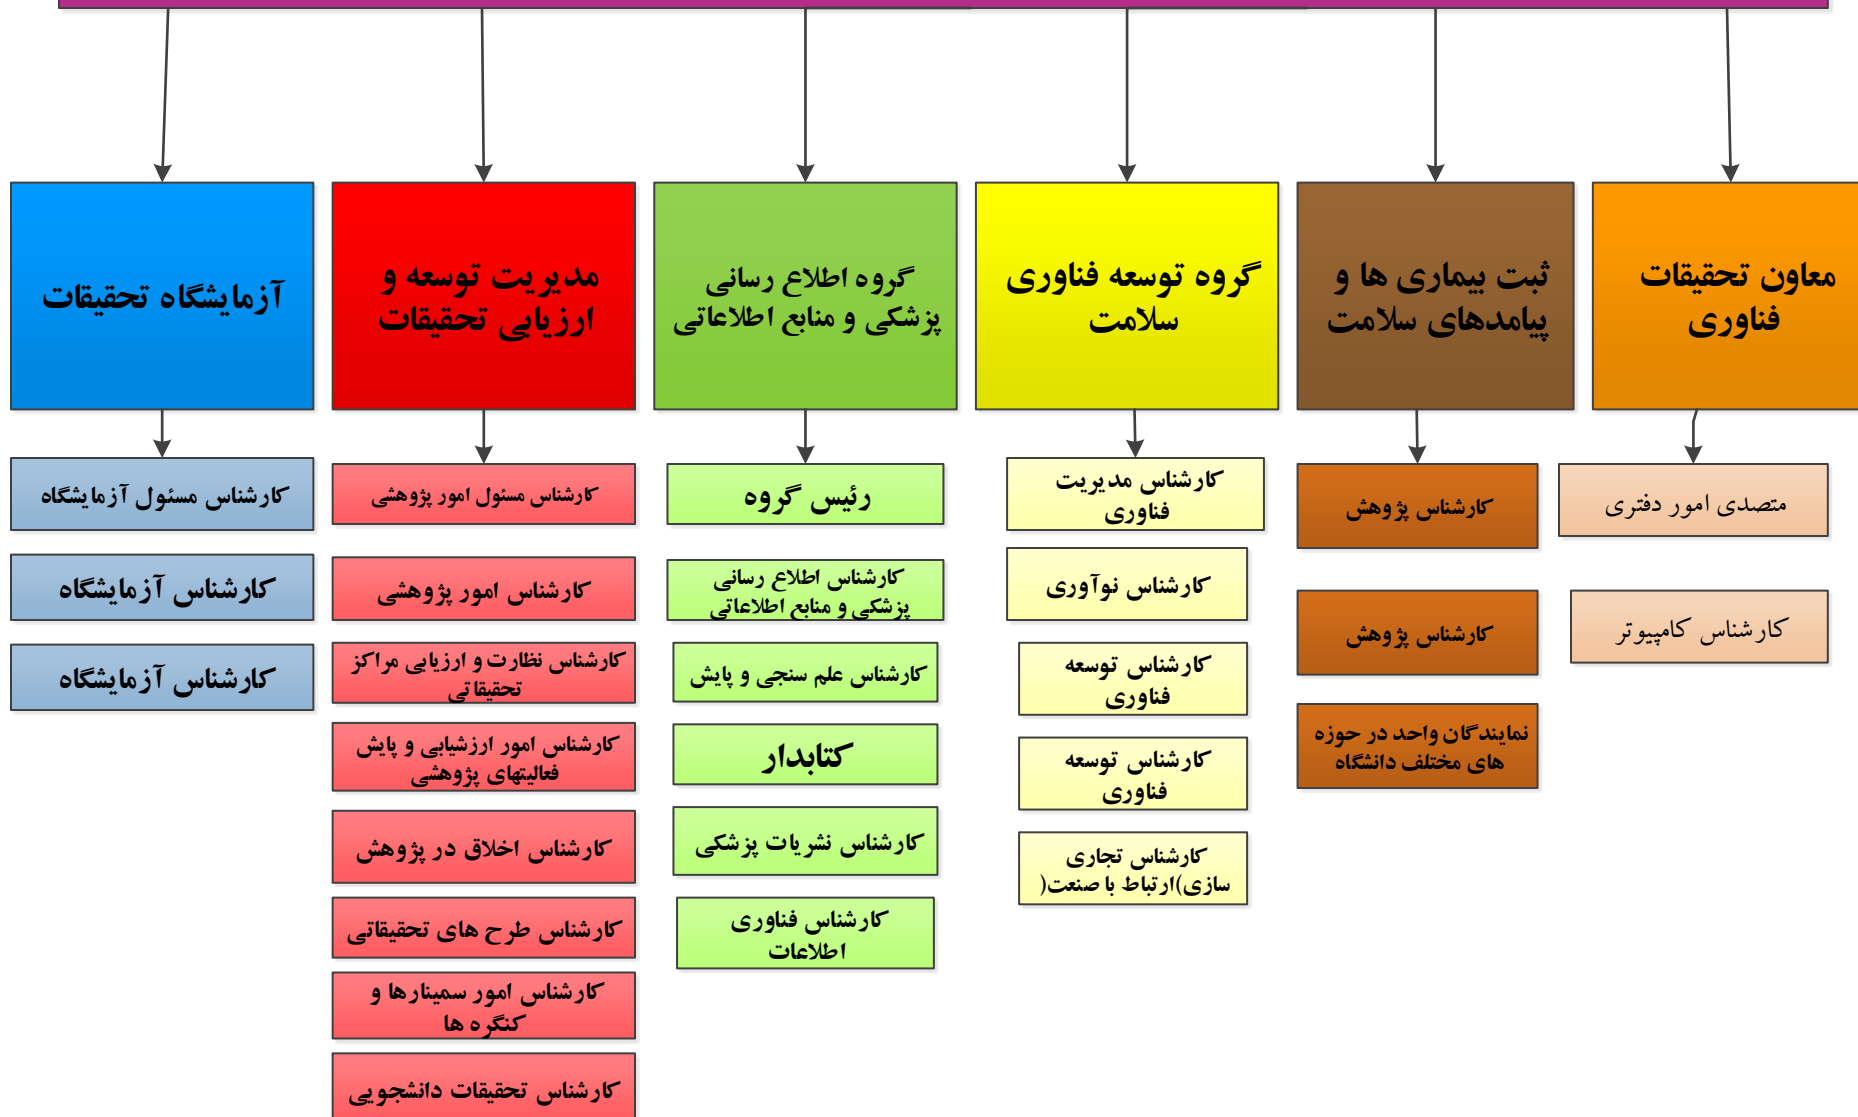 معاون تحقیقات
فناوری
ثبت بیماری ها و
پیامدهای سلامت
گروه توسعه فناوری
سلامت
گروه اطلاع رسانی
پزشکی و منابع اطلاعاتی
مدیریت توسعه و
ارزیابی تحقیقات
آزمایشگاه تحقیقات
متصدی امور دفتری
کارشناس کامپیوتر
کارشناس پژوهش
کارشناس پژوهش
نمایندگان واحد در حوزه
های مختلف دانشگاه
کارشناس مدیریت
فناوری
کارشناس نوآوری
کارشناس توسعه
فناوری
کارشناس توسعه
فناوری
کارشناس تجاری
سازی)ارتباط با صنعت(
رئیس گروه
کارشناس اطلاع رسانی
پزشکی و منابع اطلاعاتی
کارشناس علم سنجی و پایش
کتابدار
کارشناس نشریات پزشکی
کارشناس فناوری
اطلاعات
کارشناس مسئول امور پژوهشی
کارشناس امور پژوهشی
کارشناس نظارت و ارزیابی مراکز
تحقیقاتی
کارشناس امور ارزشیابی و پایش
فعالیتهای پژوهشی
کارشناس اخلاق در پژوهش
کارشناس طرح های تحقیقاتی
کارشناس امور سمینارها و
کنگره ها
کارشناس تحقیقات دانشجویی
کارشناس مسئول آزمایشگاه
کارشناس آزمایشگاه
کارشناس آزمایشگاه